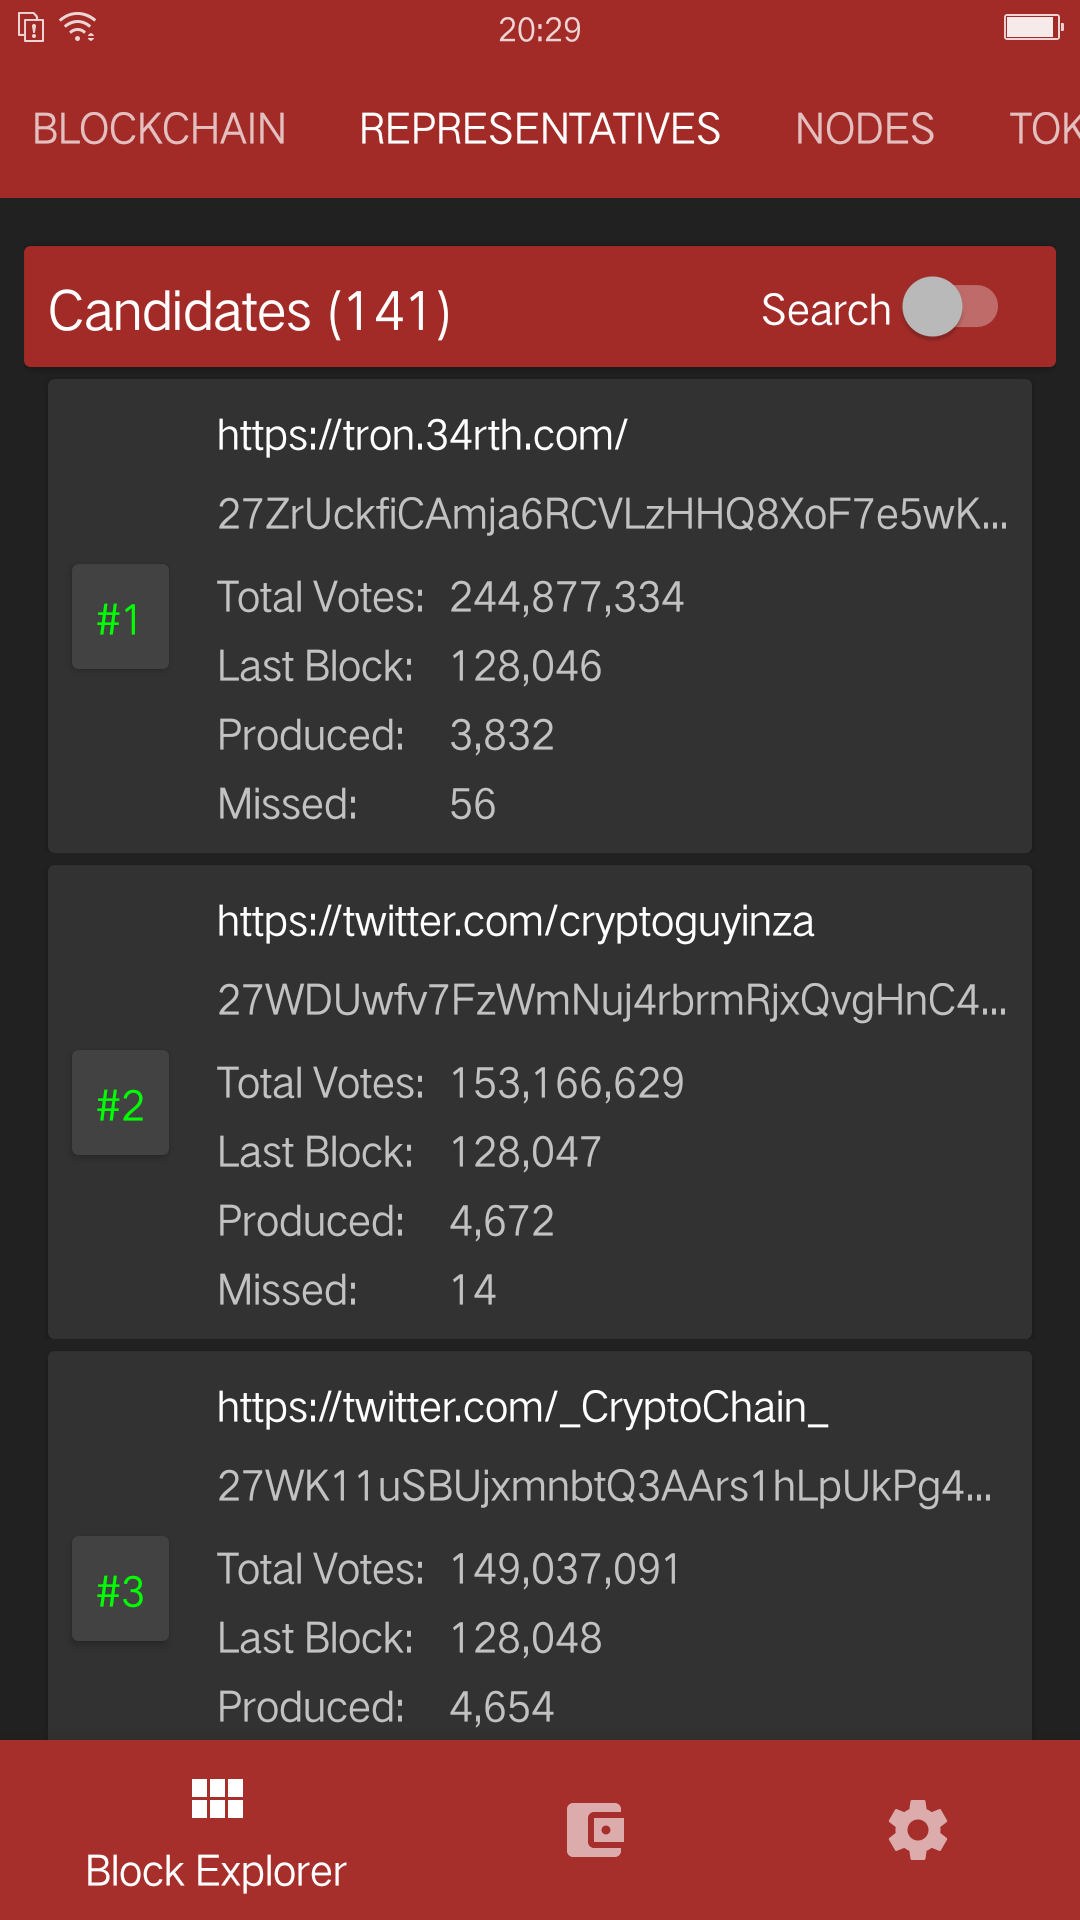 20:29
BLOCKCHAIN REPRESENTATIVES NODES TOK
Candidates (141) Search
https://tron.34rth.com/
27ZrUckfiCAmja6RCVLzHHQ8XoF7e5wK...
#1
Total Votes: 244,877,334
Last Block: 128,046
Produced: 3,832
Missed: 56
https://twitter.com/cryptoguyinza
27WDUwfv7FzWmNuj4rbrmRjxQvgHnC4...
#2
Total Votes: 153,166,629
Last Block: 128,047
Produced: 4,672
Missed: 14
https://twitter.com/_CryptoChain_
27WK11uSBUjxmnbtQ3AArs1hLpUkPg4...
#3
Total Votes: 149,037,091
Last Block: 128,048
Produced: 4,654
Block Explorer